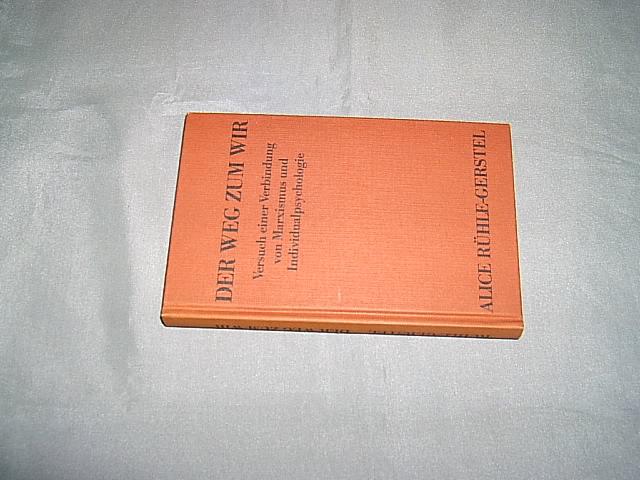 DER WEG ZUM WIR
Versuch einer Verbindung
von Marxismus und
Individualpsychologie
ALICE RÜHLE-GERSTEL